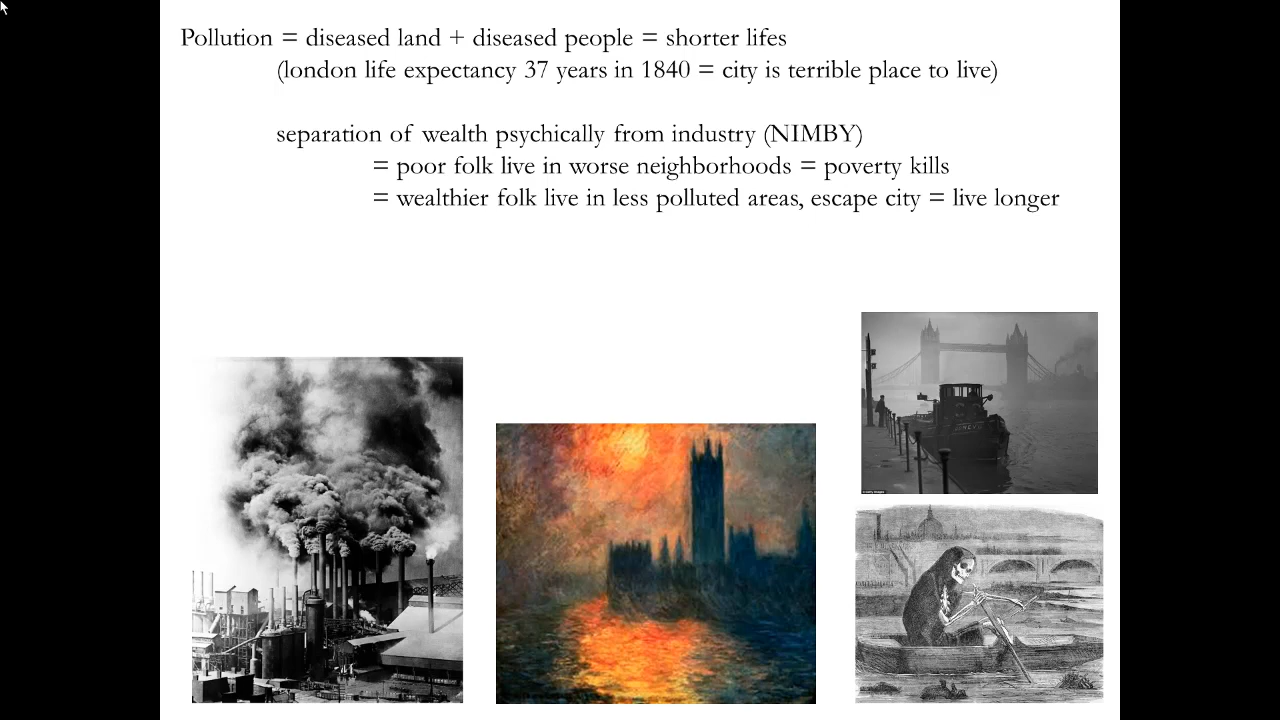 Pollution = diseased land + diseased people = shorter lifes
(london life expectancy 37 years in 1840 = city is terrible place to live)
separation of wealth psychically from industry (NIMBY)
= poor folk live in worse neighborhoods = poverty kills
= wealthier folk live in less polluted areas, escape city = live longer